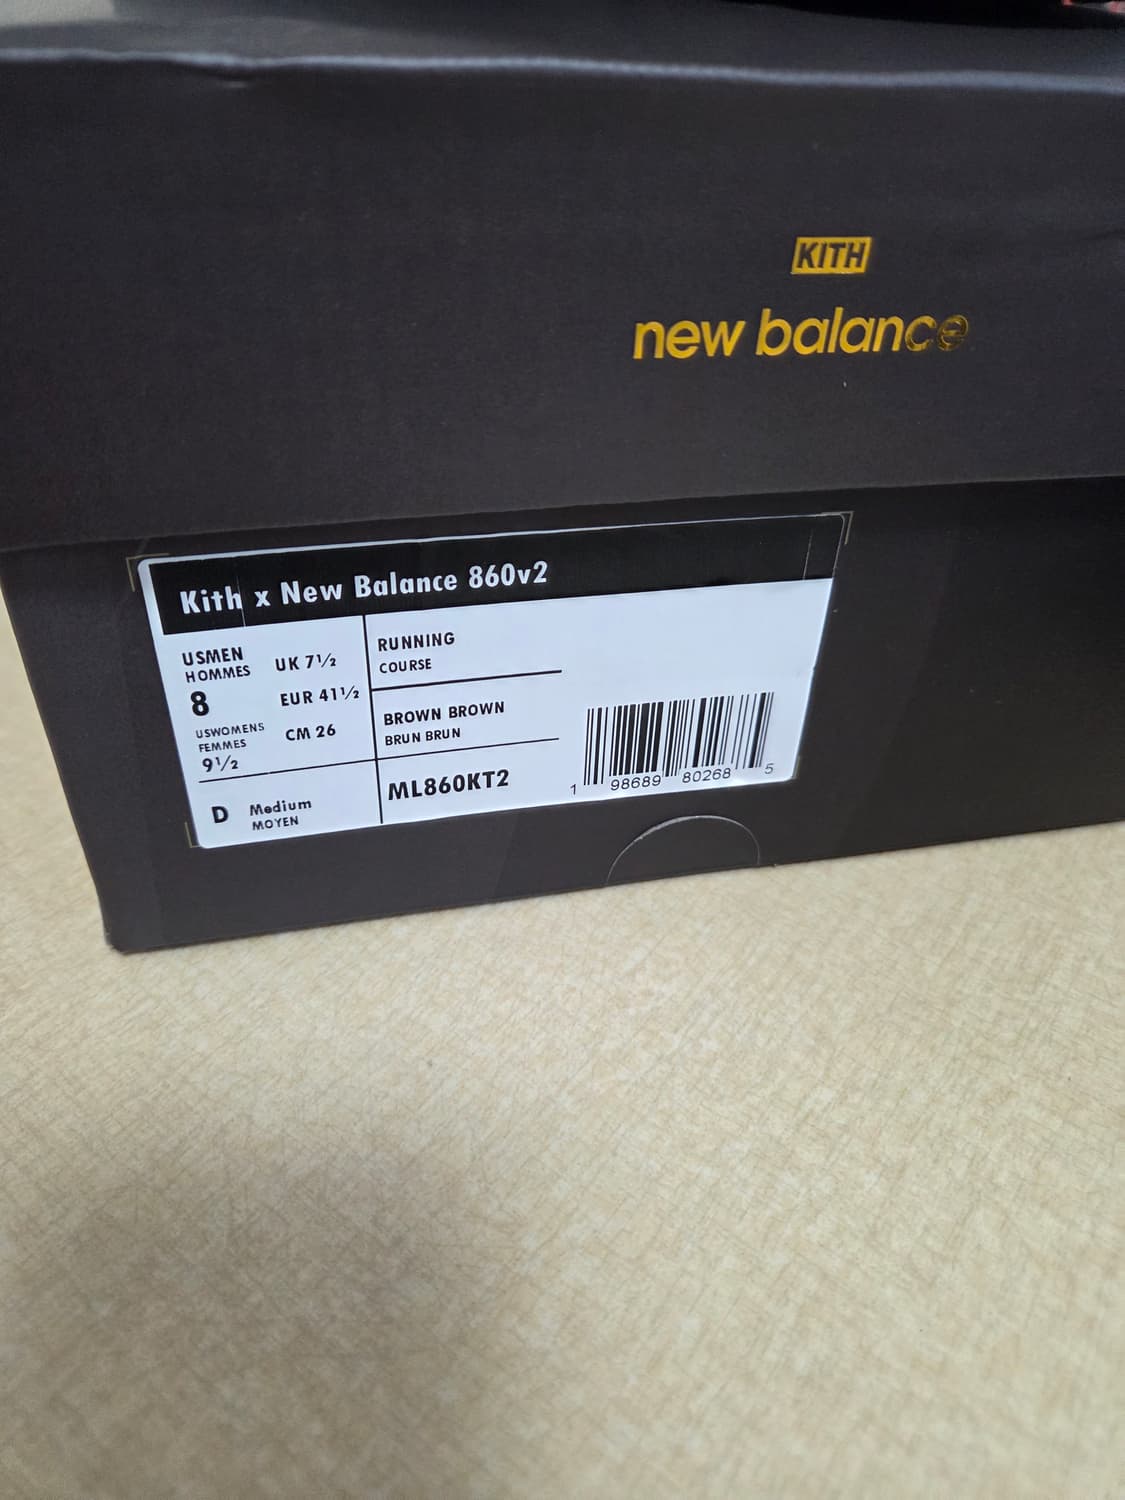 KITH
new balance
Kith x New Balance 860v2
USMEN
HOMMES
8
UK 7½
EUR 41½
USWOMENS
FEMMES
9½
CM 26
D Medium
MOYEN
RUNNING
COURSE
BROWN BROWN
BRUN BRUN
ML860KT2
1 98689 80268 5